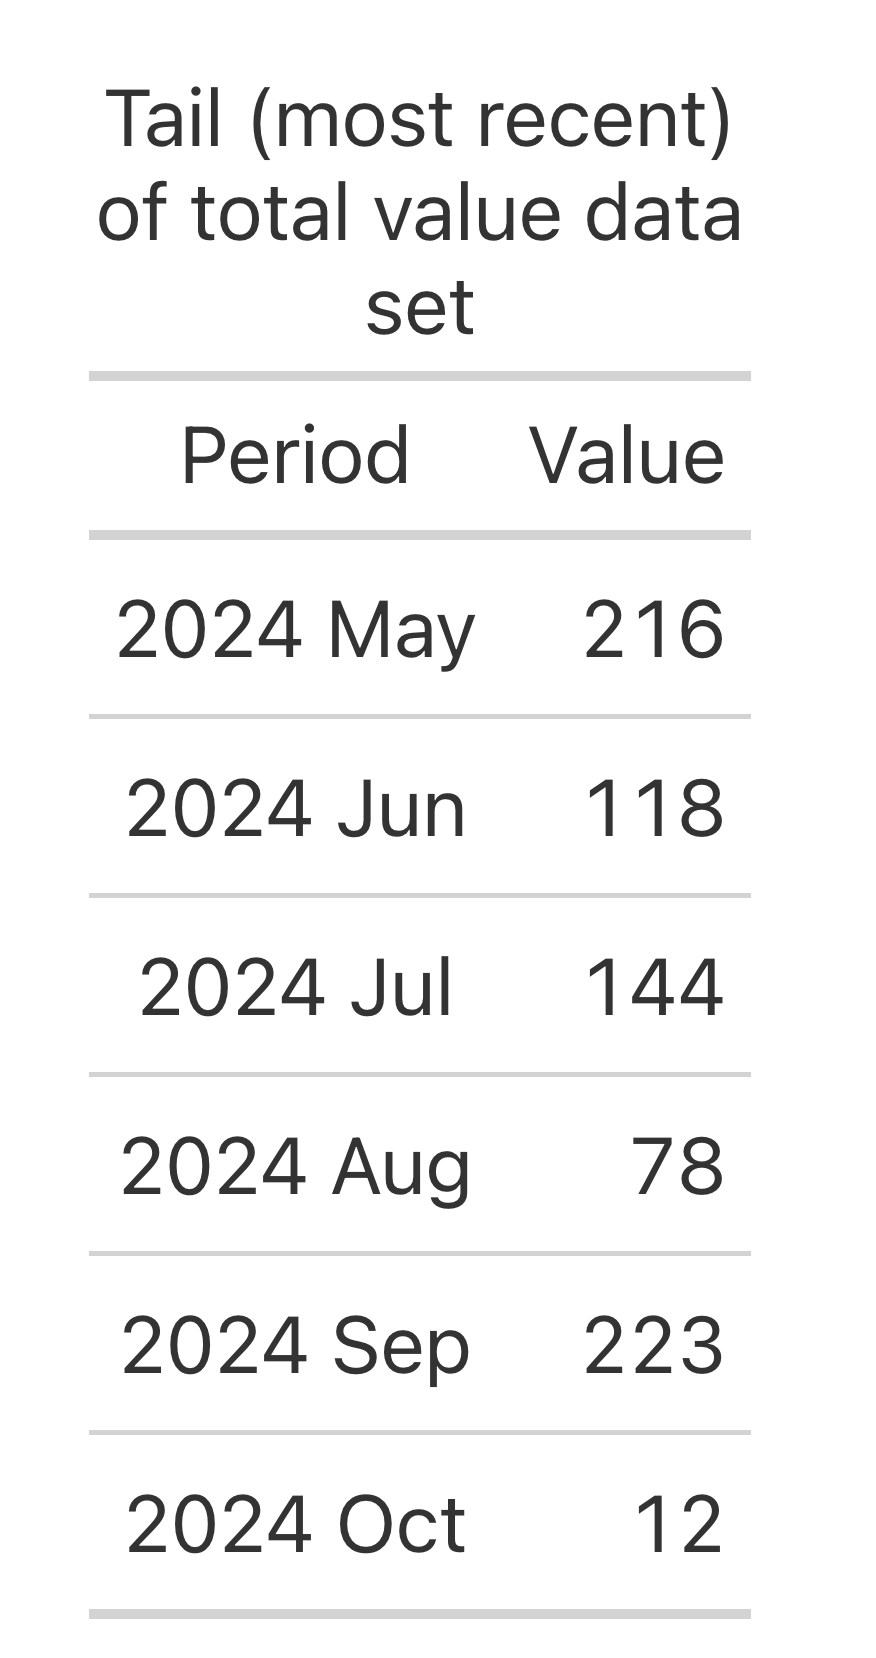 Tail (most recent)
of total value data
set
Period Value
2024 May 216
2024 Jun 118
2024 Jul 144
2024 Aug 78
2024 Sep 223
2024 Oct 12